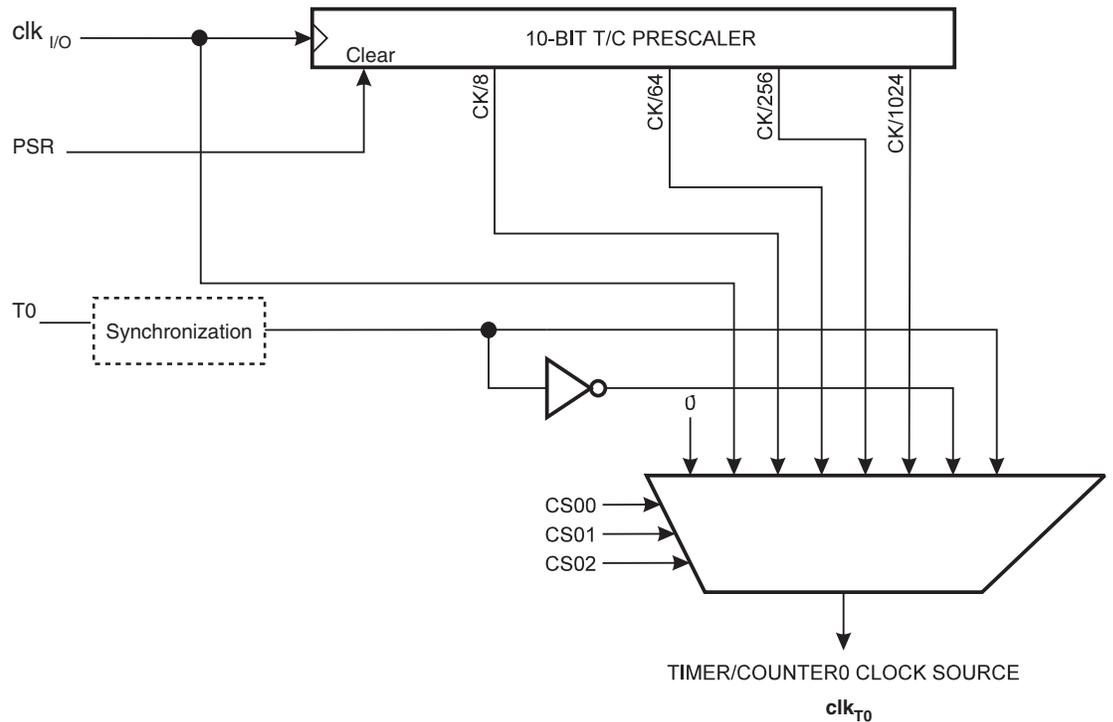 clk I/O
10-BIT T/C PRESCALER
Clear
CK/8
CK/64
CK/256
CK/1024
PSR
T0
Synchronization
0
CS00
CS01
CS02
TIMER/COUNTER0 CLOCK SOURCE
clkT0